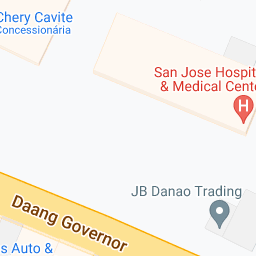 Chery Cavite
Concessionária
San Jose Hospit
& Medical Cente
H
JB Danao Trading
Daang Governor
s Auto &